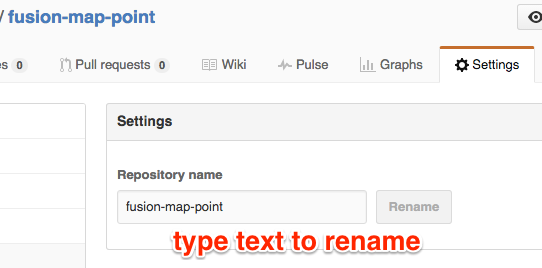 / fusion-map-point
es 0 Pull requests 0 Wiki Pulse Graphs Settings
Settings
Repository name
fusion-map-point Rename
type text to rename